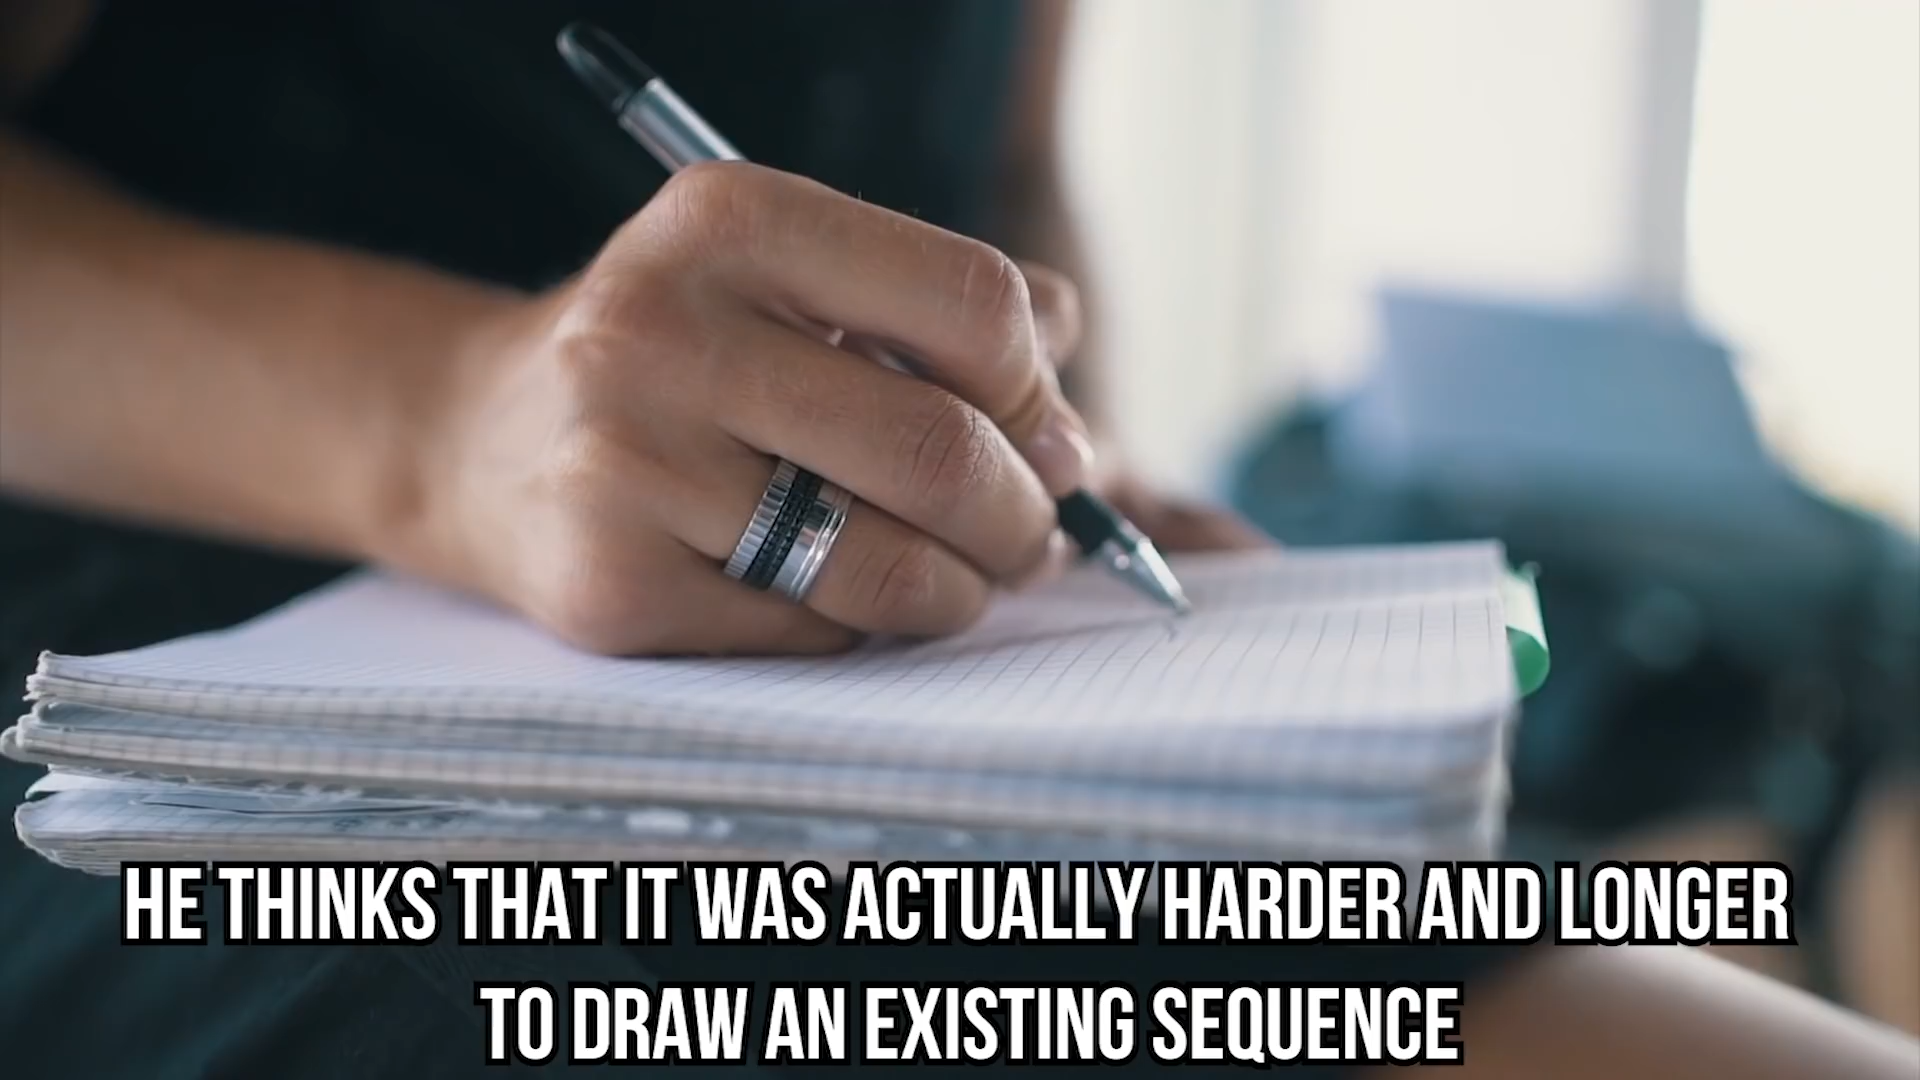 HE THINKS THAT IT WAS ACTUALLY HARDER AND LONGER
TO DRAW AN EXISTING SEQUENCE